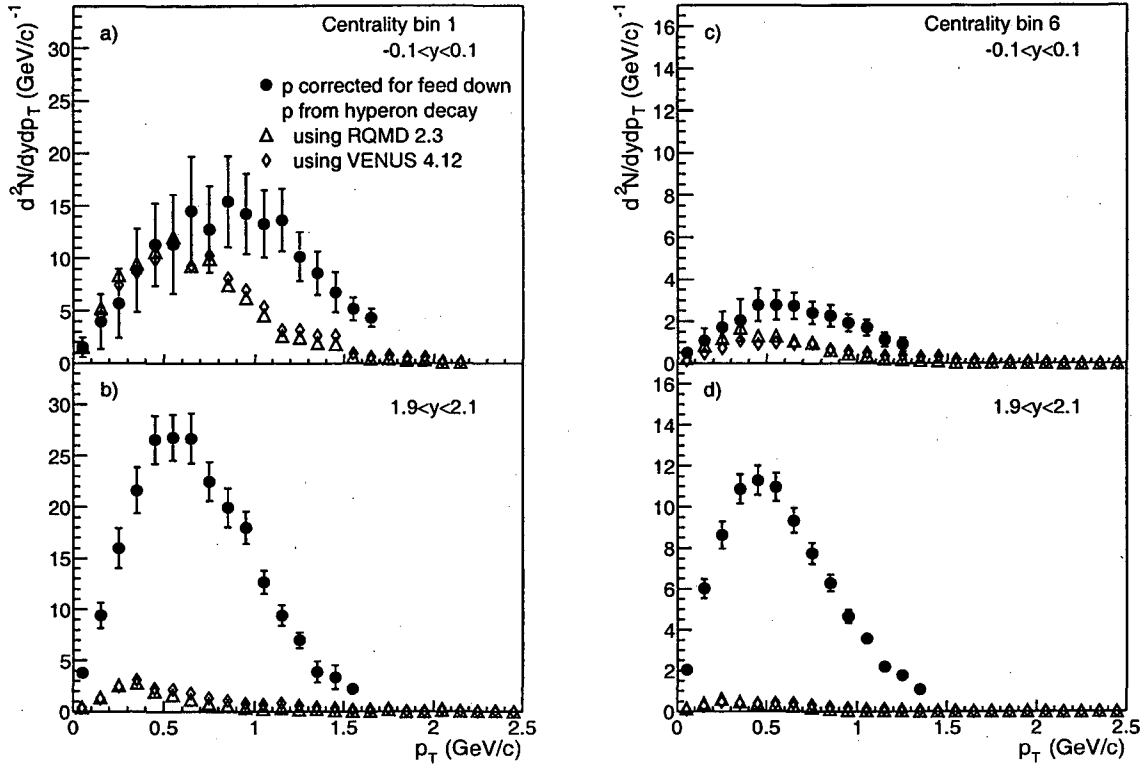 a)
Centrality bin 1
-0.1<y<0.1
● p corrected for feed down
p from hyperon decay
△ using RQMD 2.3
◇ using VENUS 4.12
d²N/dydp_T (GeV/c)⁻¹
30
25
20
15
10
5
0
b)
1.9<y<2.1
30
25
20
15
10
5
0
0
0.5
1
1.5
2
2.5
p_T (GeV/c)
c)
Centrality bin 6
-0.1<y<0.1
d²N/dydp_T (GeV/c)⁻¹
16
14
12
10
8
6
4
2
0
d)
1.9<y<2.1
16
14
12
10
8
6
4
2
0
0
0.5
1
1.5
2
2.5
p_T (GeV/c)